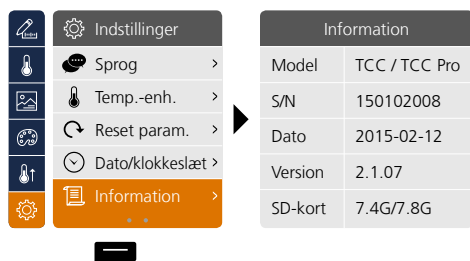 Indstillinger
Sprog
Temp.-enh.
Reset param.
Dato/klokkeslæt
Information
Information
Model TCC / TCC Pro
S/N 150102008
Dato 2015-02-12
Version 2.1.07
SD-kort 7.4G/7.8G